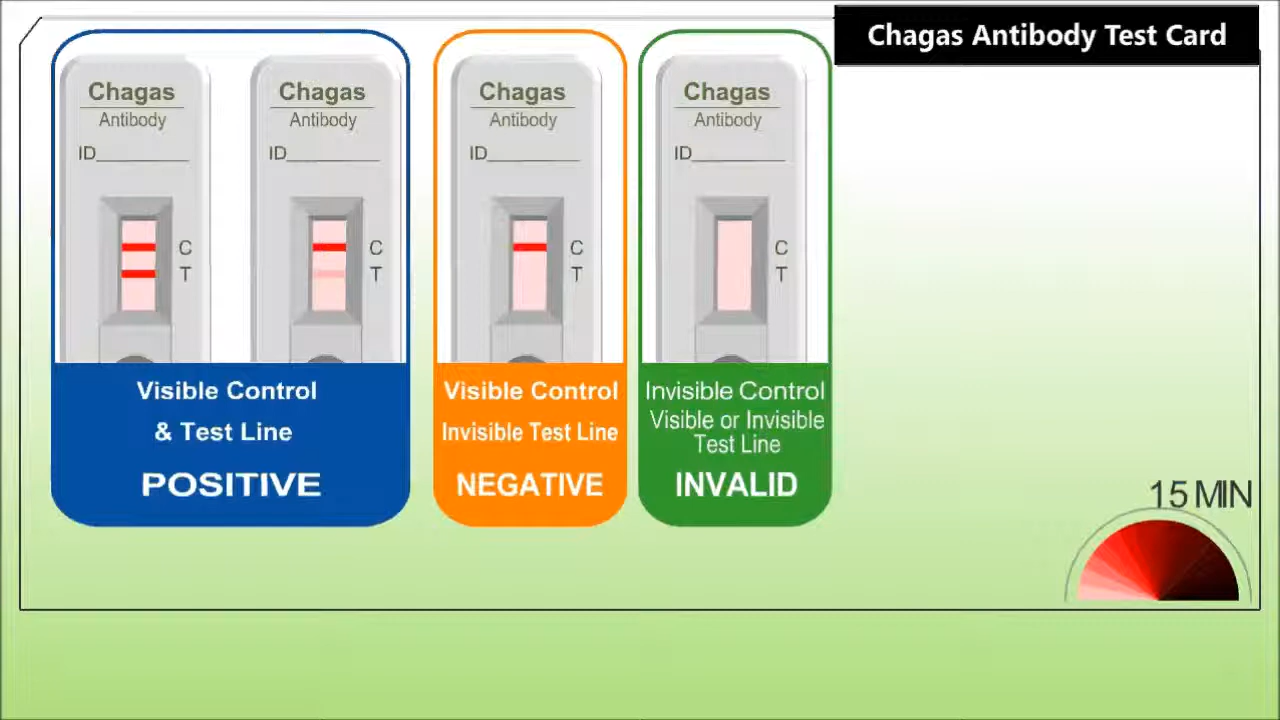 Chagas Antibody Test Card
Chagas
Antibody
ID
C
T
Chagas
Antibody
ID
C
T
Visible Control
& Test Line
POSITIVE
Chagas
Antibody
ID
C
T
Visible Control
Invisible Test Line
NEGATIVE
Chagas
Antibody
ID
C
T
Invisible Control
Visible or Invisible
Test Line
INVALID
15 MIN